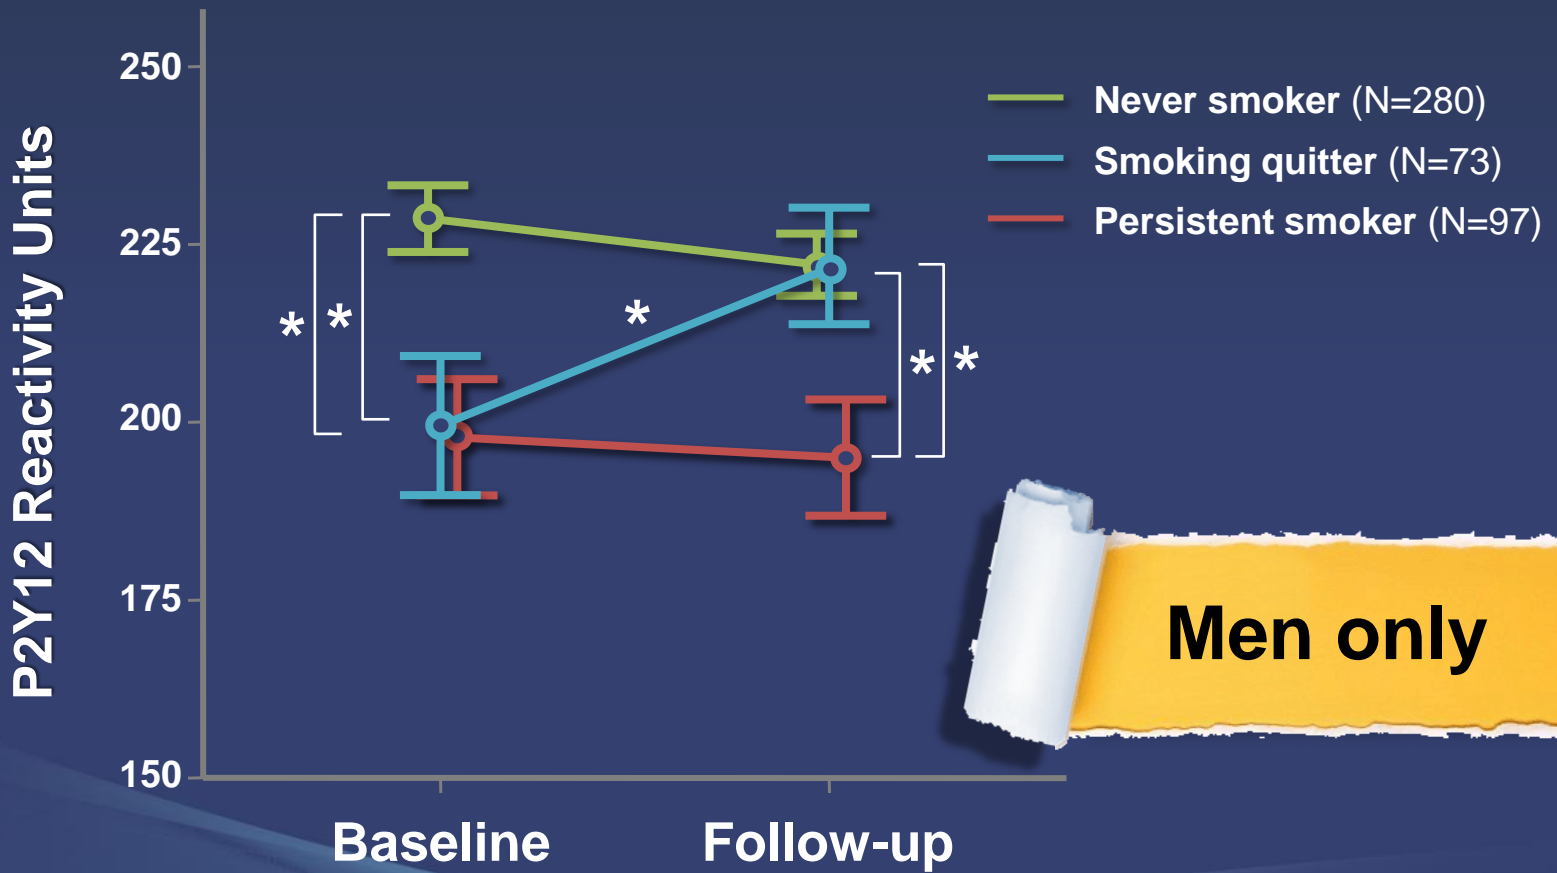 P2Y12 Reactivity Units
250
225
200
175
150
Never smoker (N=280)
Smoking quitter (N=73)
Persistent smoker (N=97)
*
*
*
*
*
Men only
Baseline
Follow-up